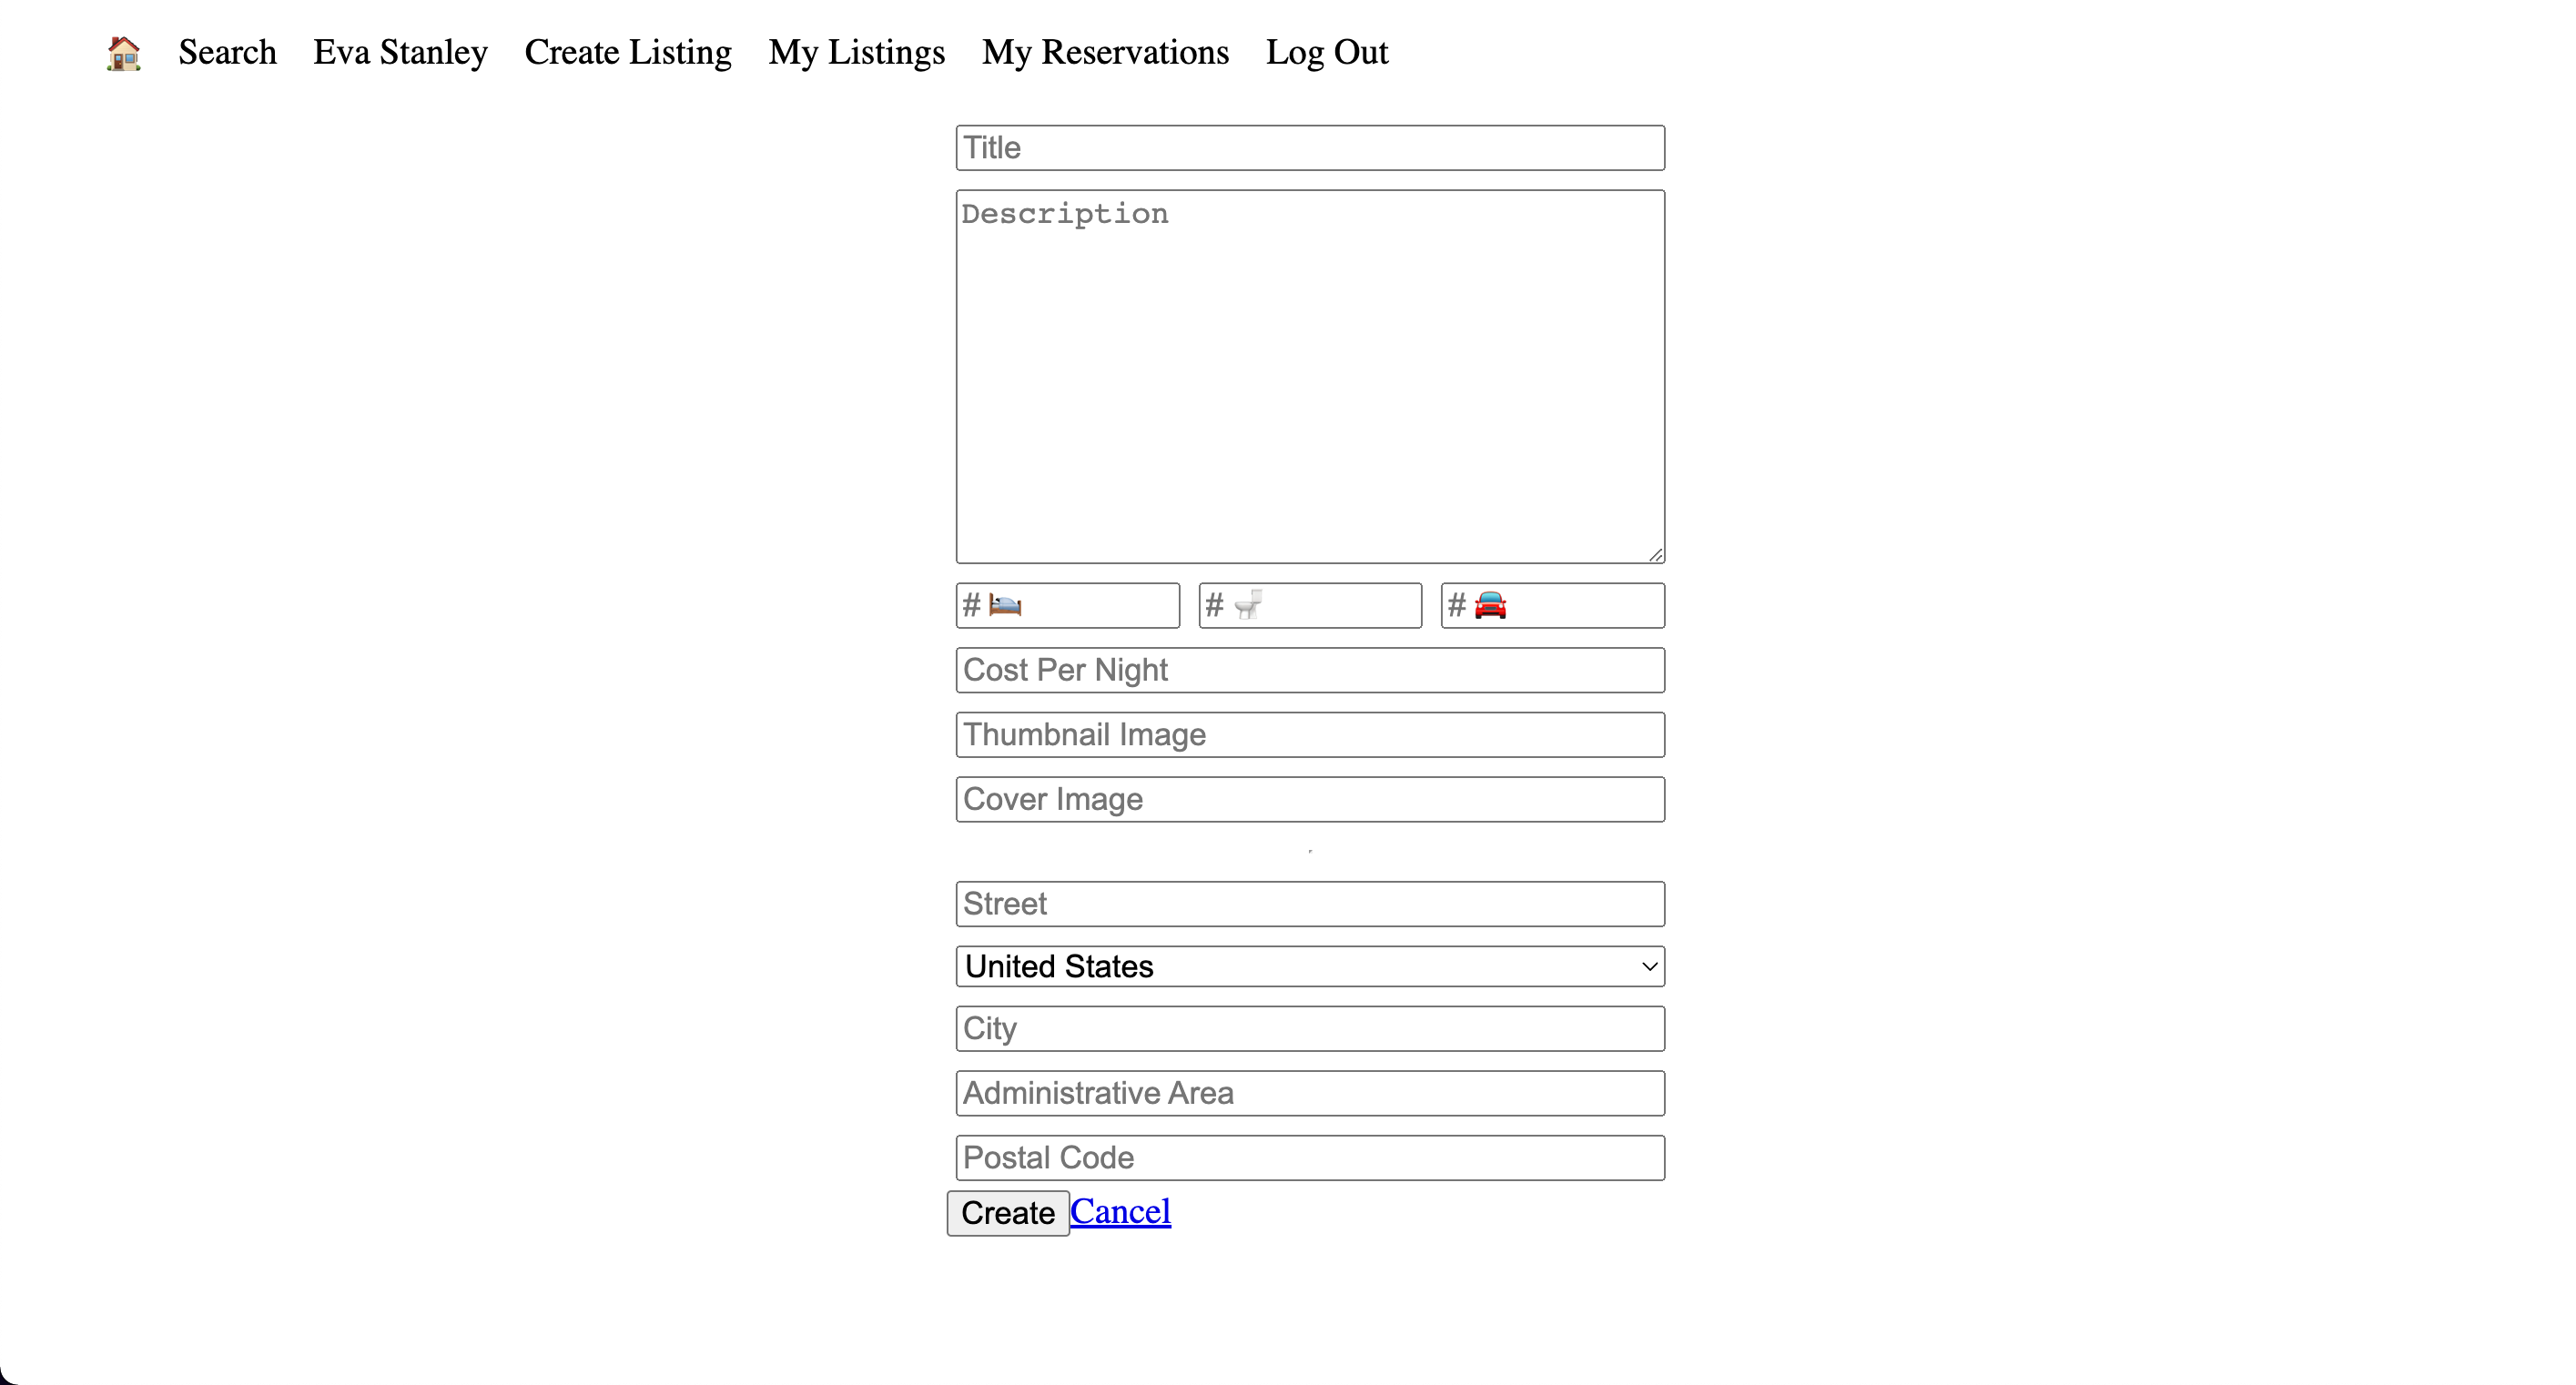 🏠 Search Eva Stanley Create Listing My Listings My Reservations Log Out
Title
Description
# 🛏️ # 🚽 # 🚘
Cost Per Night
Thumbnail Image
Cover Image
Street
United States
City
Administrative Area
Postal Code
Create Cancel